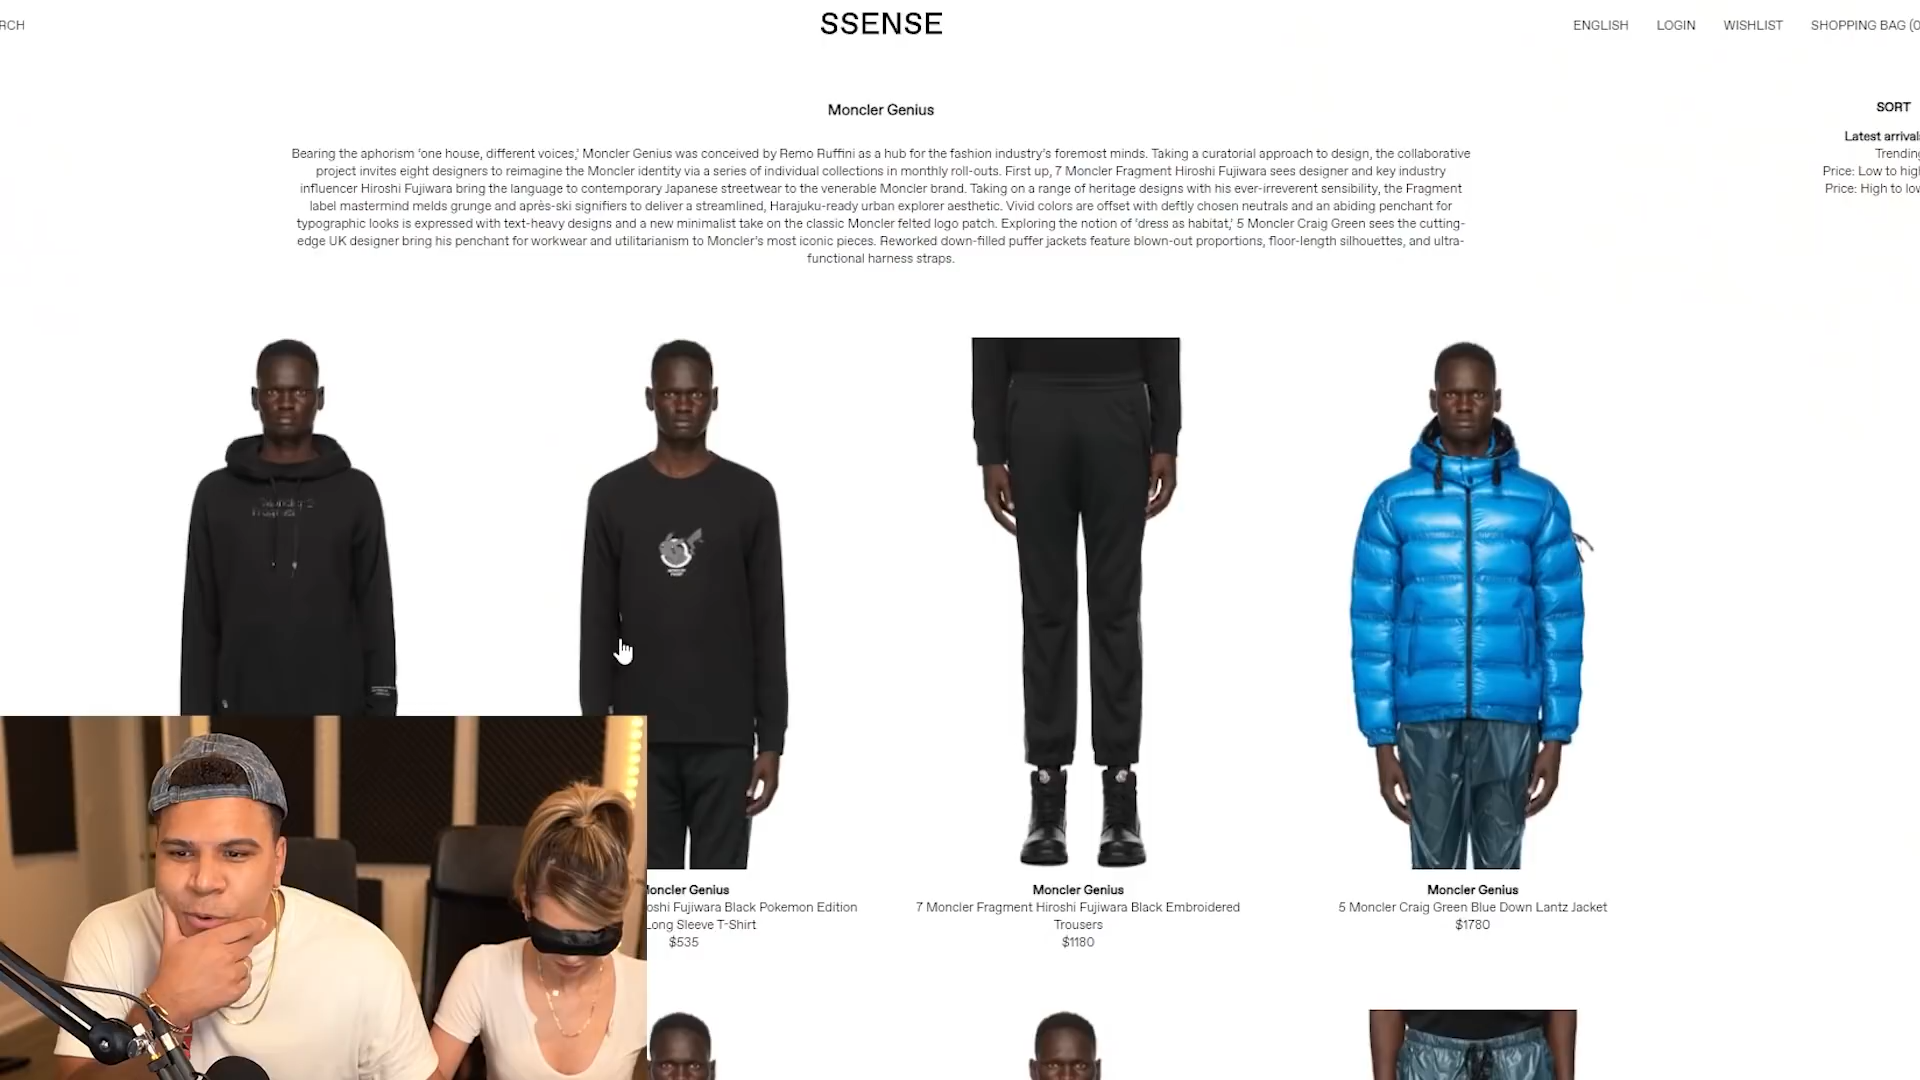 RCH
SSENSE
ENGLISH
LOGIN
WISHLIST
SHOPPING BAG (0
Moncler Genius
Bearing the aphorism ‘one house, different voices,’ Moncler Genius was conceived by Remo Ruffini as a hub for the fashion industry’s foremost minds. Taking a curatorial approach to design, the collaborative
project invites eight designers to reimagine the Moncler identity via a series of individual collections in monthly roll-outs. First up, 7 Moncler Fragment Hiroshi Fujiwara sees designer and key industry
influencer Hiroshi Fujiwara bring the language to contemporary Japanese streetwear to the venerable Moncler brand. Taking on a range of heritage designs with his ever-irreverent sensibility, the Fragment
label mastermind melds grunge and après-ski signifiers to deliver a streamlined, Harajuku-ready urban explorer aesthetic. Vivid colors are offset with deftly chosen neutrals and an abiding penchant for
typographic looks is expressed with text-heavy designs and a new minimalist take on the classic Moncler felted logo patch. Exploring the notion of ‘dress as habitat,’ 5 Moncler Craig Green sees the cutting-
edge UK designer bring his penchant for workwear and utilitarianism to Moncler’s most iconic pieces. Reworked down-filled puffer jackets feature blown-out proportions, floor-length silhouettes, and ultra-
functional harness straps.
SORT
Latest arrivals
Trending
Price: Low to high
Price: High to low
oncler Genius
oshi Fujiwara Black Pokemon Edition
Long Sleeve T-Shirt
$535
Moncler Genius
7 Moncler Fragment Hiroshi Fujiwara Black Embroidered
Trousers
$1180
Moncler Genius
5 Moncler Craig Green Blue Down Lantz Jacket
$1780